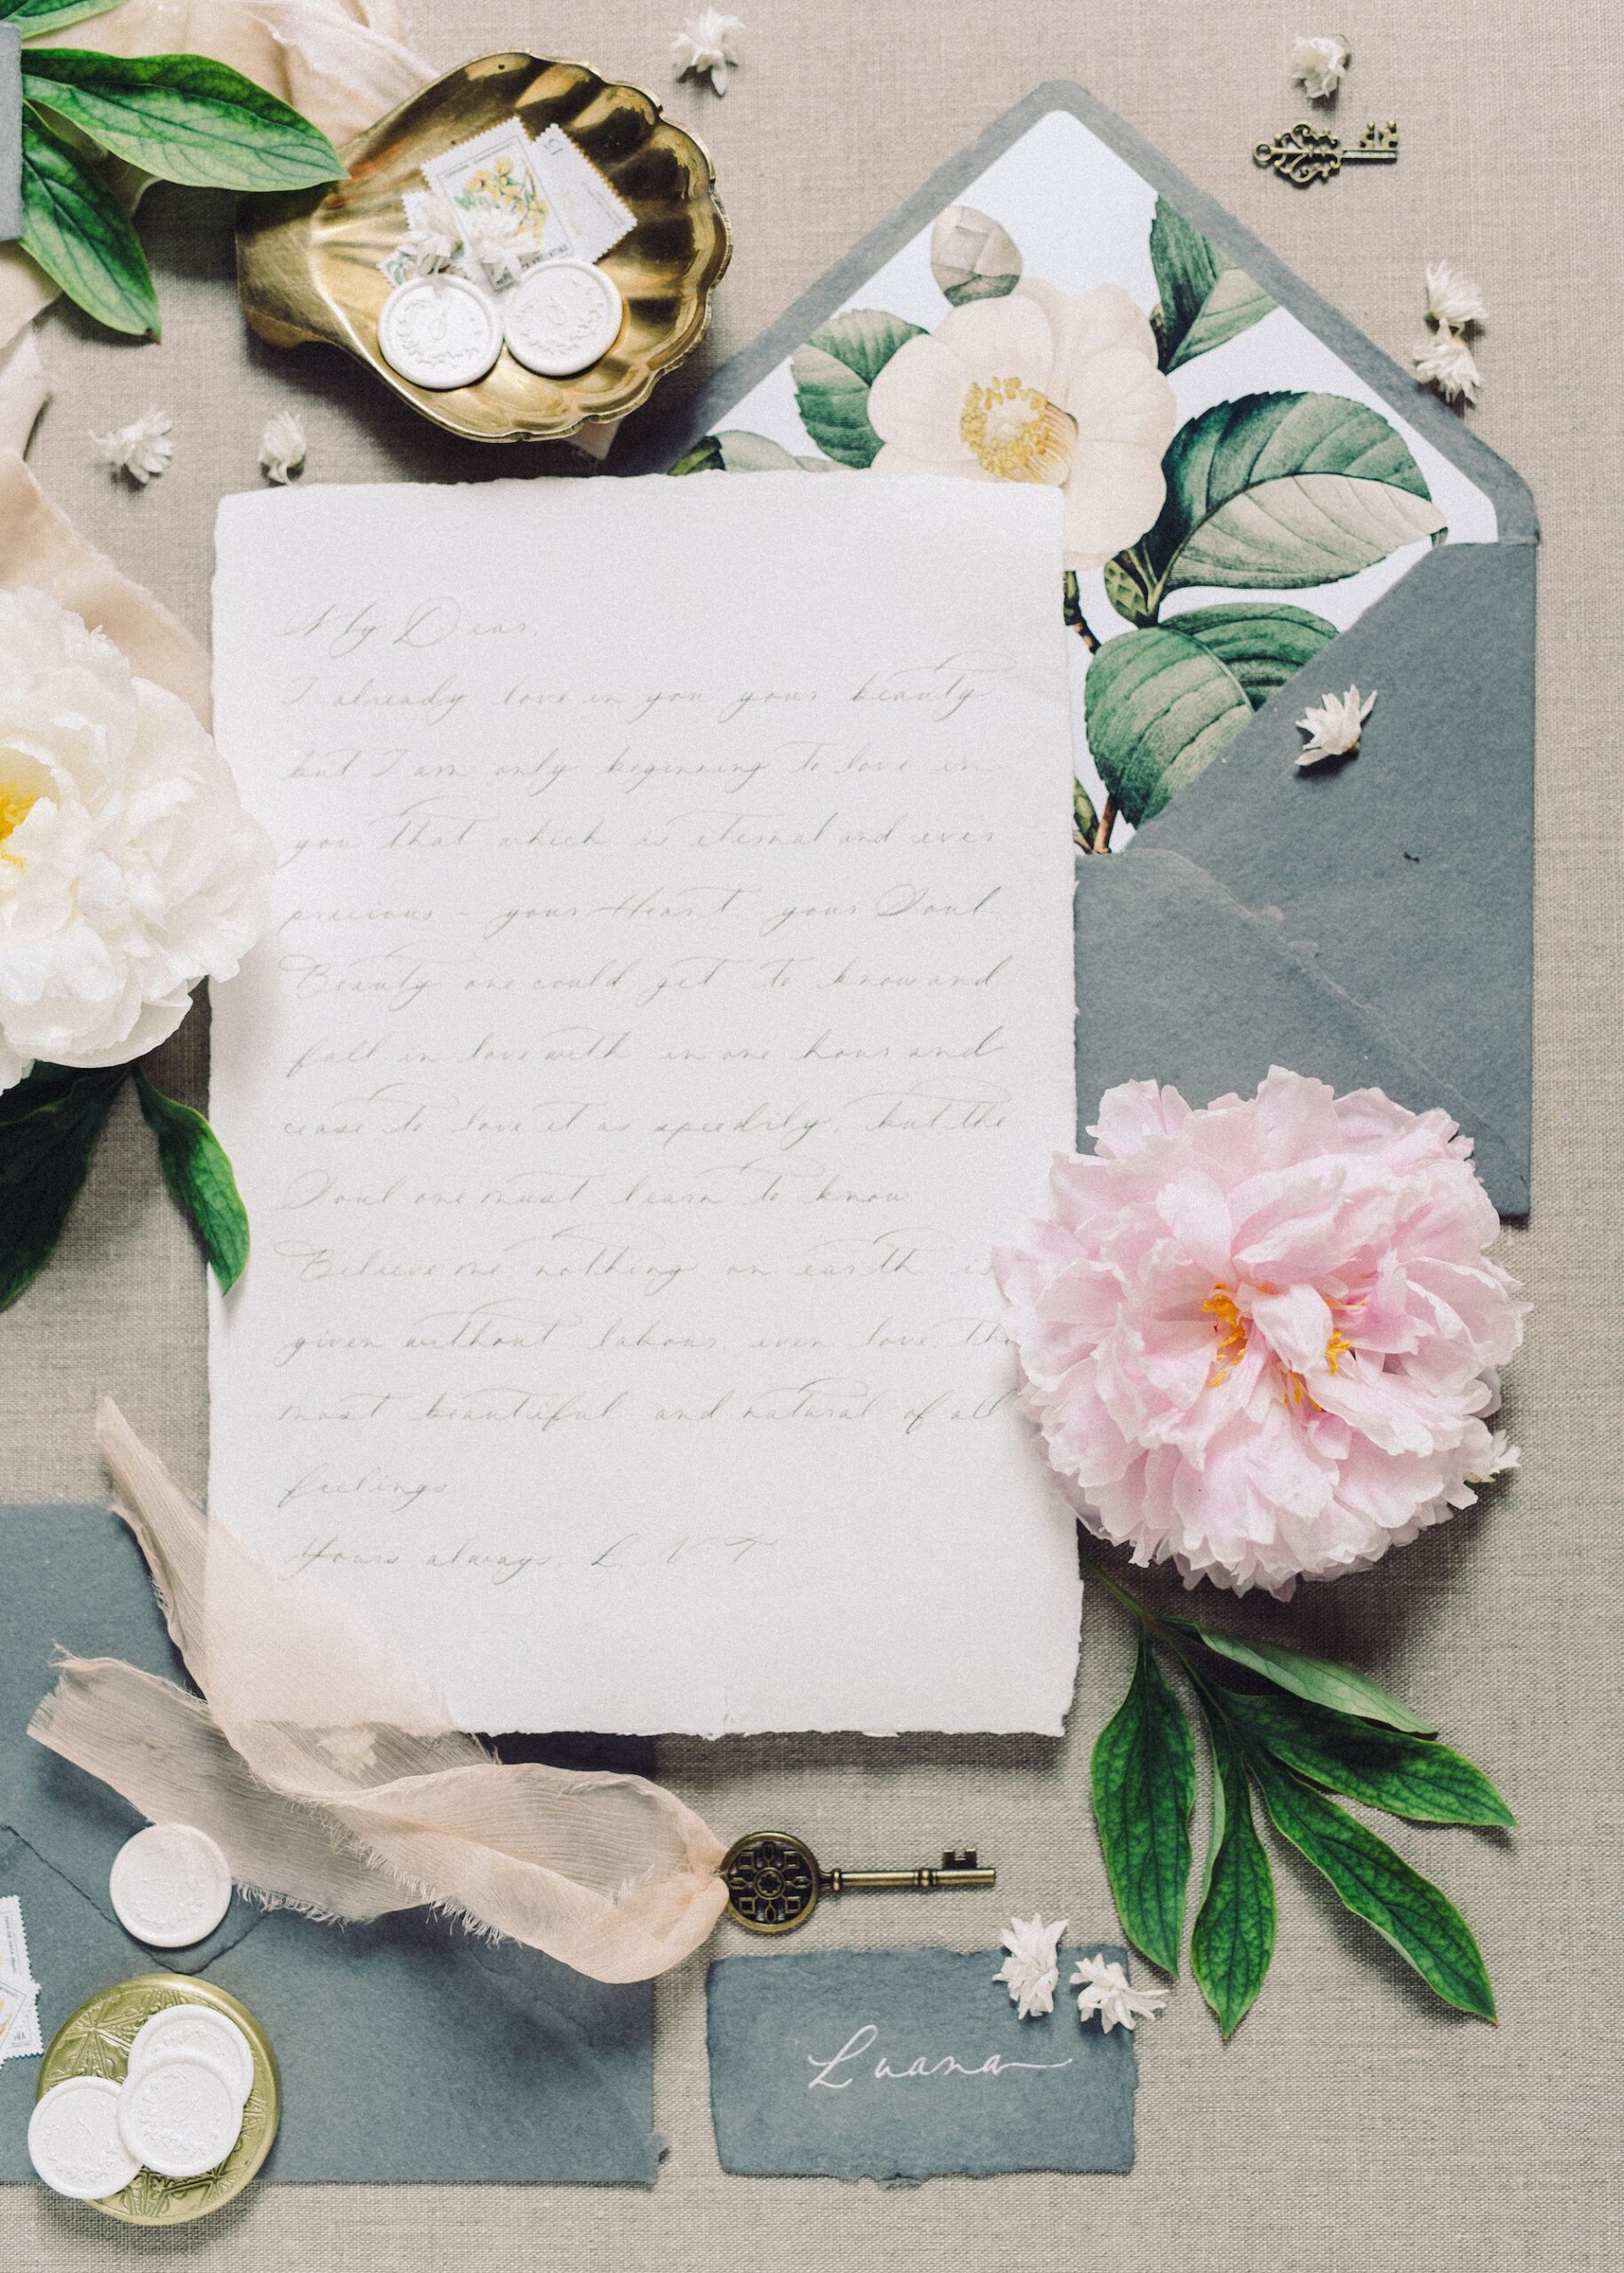 My Dear,
I already love in you your beauty,
but I am only beginning to love in
you that which is eternal and ever
precious - your Heart, your Soul.
Beauty one could get to know and
fall in love with in one hour and
cease to love it as speedily, but the
Soul one must learn to know
Believe me, nothing on earth is
given without labour, even love, the
most beautiful and natural of all
feelings
Yours always, L. N. T
Luana